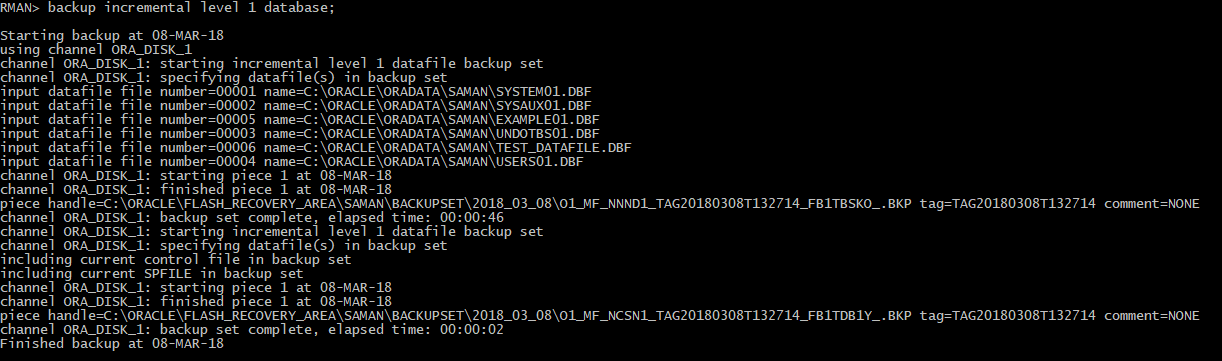 RMAN> backup incremental level 1 database;
Starting backup at 08-MAR-18
using channel ORA_DISK_1
channel ORA_DISK_1: starting incremental level 1 datafile backup set
channel ORA_DISK_1: specifying datafile(s) in backup set
input datafile file number=00001 name=C:\ORACLE\ORADATA\SAMAN\SYSTEM01.DBF
input datafile file number=00002 name=C:\ORACLE\ORADATA\SAMAN\SYSAUX01.DBF
input datafile file number=00005 name=C:\ORACLE\ORADATA\SAMAN\EXAMPLE01.DBF
input datafile file number=00003 name=C:\ORACLE\ORADATA\SAMAN\UNDOTBS01.DBF
input datafile file number=00006 name=C:\ORACLE\ORADATA\SAMAN\TEST_DATAFILE.DBF
input datafile file number=00004 name=C:\ORACLE\ORADATA\SAMAN\USERS01.DBF
channel ORA_DISK_1: starting piece 1 at 08-MAR-18
channel ORA_DISK_1: finished piece 1 at 08-MAR-18
piece handle=C:\ORACLE\FLASH_RECOVERY_AREA\SAMAN\BACKUPSET\2018_03_08\O1_MF_NNND1_TAG20180308T132714_FB1TBSKO_.BKP tag=TAG20180308T132714 comment=NONE
channel ORA_DISK_1: backup set complete, elapsed time: 00:00:46
channel ORA_DISK_1: starting incremental level 1 datafile backup set
channel ORA_DISK_1: specifying datafile(s) in backup set
including current control file in backup set
including current SPFILE in backup set
channel ORA_DISK_1: starting piece 1 at 08-MAR-18
channel ORA_DISK_1: finished piece 1 at 08-MAR-18
piece handle=C:\ORACLE\FLASH_RECOVERY_AREA\SAMAN\BACKUPSET\2018_03_08\O1_MF_NCSN1_TAG20180308T132714_FB1TDB1Y_.BKP tag=TAG20180308T132714 comment=NONE
channel ORA_DISK_1: backup set complete, elapsed time: 00:00:02
Finished backup at 08-MAR-18